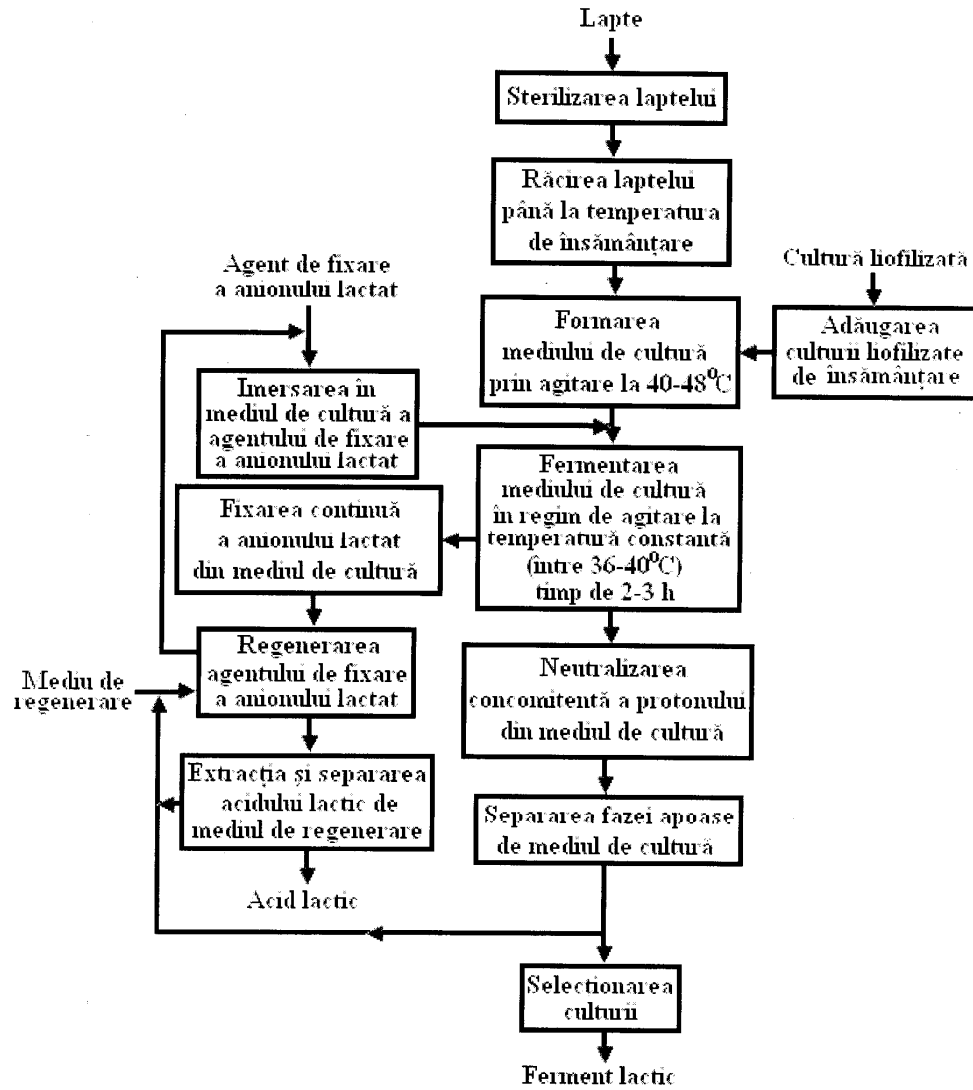 Lapte
Sterilizarea laptelui
Răcirea laptelui
până la temperatura
de însămânțare
Agent de fixare
a anionului lactat
Cultură liofilizată
Formarea
mediului de cultură
prin agitare la 40-48⁰C
Adăugarea
culturii liofilizate
de însămânțare
Imersarea în
mediul de cultură a
agentului de fixare
a anionului lactat
Fermentarea
mediului de cultură
în regim de agitare la
temperatură constantă
(între 36-40⁰C)
timp de 2-3 h
Fixarea continuă
a anionului lactat
din mediul de cultură
Regenerarea
agentului de fixare
a anionului lactat
Mediu de
regenerare
Neutralizarea
concomitentă a protonului
din mediul de cultură
Extracția și separarea
acidului lactic de
mediul de regenerare
Separarea fazei apoase
de mediul de cultură
Acid lactic
Selectionarea
culturii
Ferment lactic